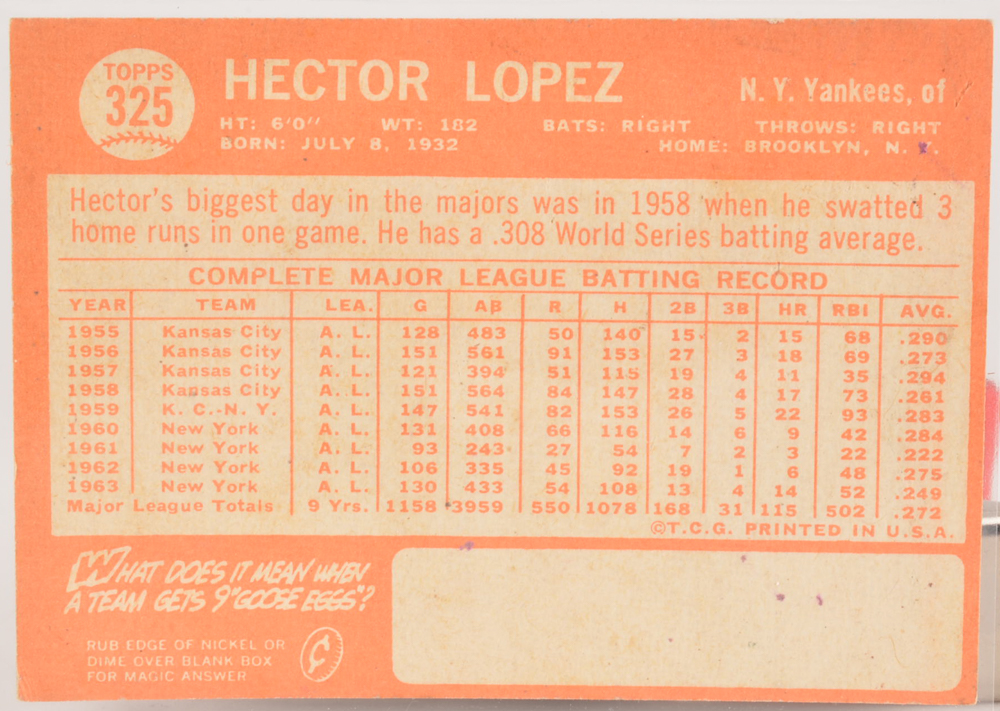 TOPPS
325
HECTOR LOPEZ
N. Y. Yankees, of
HT: 6'0" WT: 182 BATS: RIGHT THROWS: RIGHT
BORN: JULY 8, 1932 HOME: BROOKLYN, N. Y.
Hector's biggest day in the majors was in 1958 when he swatted 3
home runs in one game. He has a .308 World Series batting average.
COMPLETE MAJOR LEAGUE BATTING RECORD
YEAR TEAM LEA. G AB R H 2B 3B HR RBI AVG.
1955 Kansas City A. L. 128 483 50 140 15 2 15 68 .290
1956 Kansas City A. L. 151 561 91 153 27 3 18 69 .273
1957 Kansas City A. L. 121 394 51 115 19 4 11 35 .294
1958 Kansas City A. L. 151 564 84 147 28 4 17 73 .261
1959 K. C.-N. Y. A. L. 147 541 82 153 26 5 22 93 .283
1960 New York A. L. 131 408 66 116 14 6 9 42 .284
1961 New York A. L. 93 243 27 54 7 2 3 22 .222
1962 New York A. L. 106 335 45 92 19 1 6 48 .275
1963 New York A. L. 130 433 54 108 13 4 14 52 .249
Major League Totals 9 Yrs. 1158 3959 550 1078 168 31 115 502 .272
©T.C.G. PRINTED IN U.S.A.
WHAT DOES IT MEAN WHEN
A TEAM GETS 9 "GOOSE EGGS"?
RUB EDGE OF NICKEL OR
DIME OVER BLANK BOX
FOR MAGIC ANSWER
¢